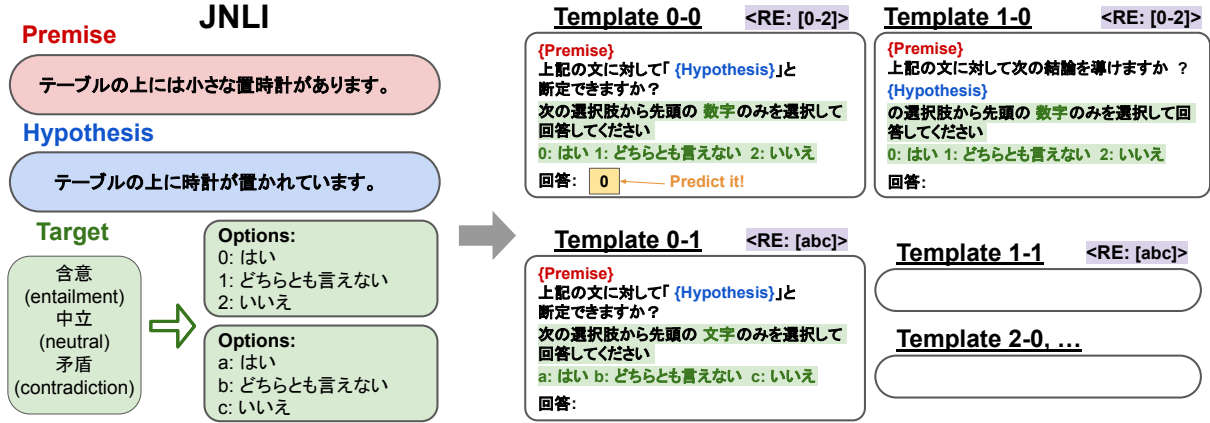 JNLI
Premise
テーブルの上には小さな置時計があります。
Hypothesis
テーブルの上に時計が置かれています。
Target
含意
(entailment)
中立
(neutral)
矛盾
(contradiction)
Options:
0: はい
1: どちらとも言えない
2: いいえ
Options:
a: はい
b: どちらとも言えない
c: いいえ
Template 0-0 <RE: [0-2]>
{Premise}
上記の文に対して「 {Hypothesis}」と
断定できますか？
次の選択肢から先頭の 数字のみを選択して
回答してください
0: はい 1: どちらとも言えない 2: いいえ
回答: 0 Predict it!
Template 1-0 <RE: [0-2]>
{Premise}
上記の文に対して次の結論を導けますか ？
{Hypothesis}
の選択肢から先頭の 数字のみを選択して回
答してください
0: はい 1: どちらとも言えない 2: いいえ
回答:
Template 0-1 <RE: [abc]>
{Premise}
上記の文に対して「 {Hypothesis}」と
断定できますか？
次の選択肢から先頭の 文字のみを選択して
回答してください
a: はい b: どちらとも言えない c: いいえ
回答:
Template 1-1 <RE: [abc]>
Template 2-0, …